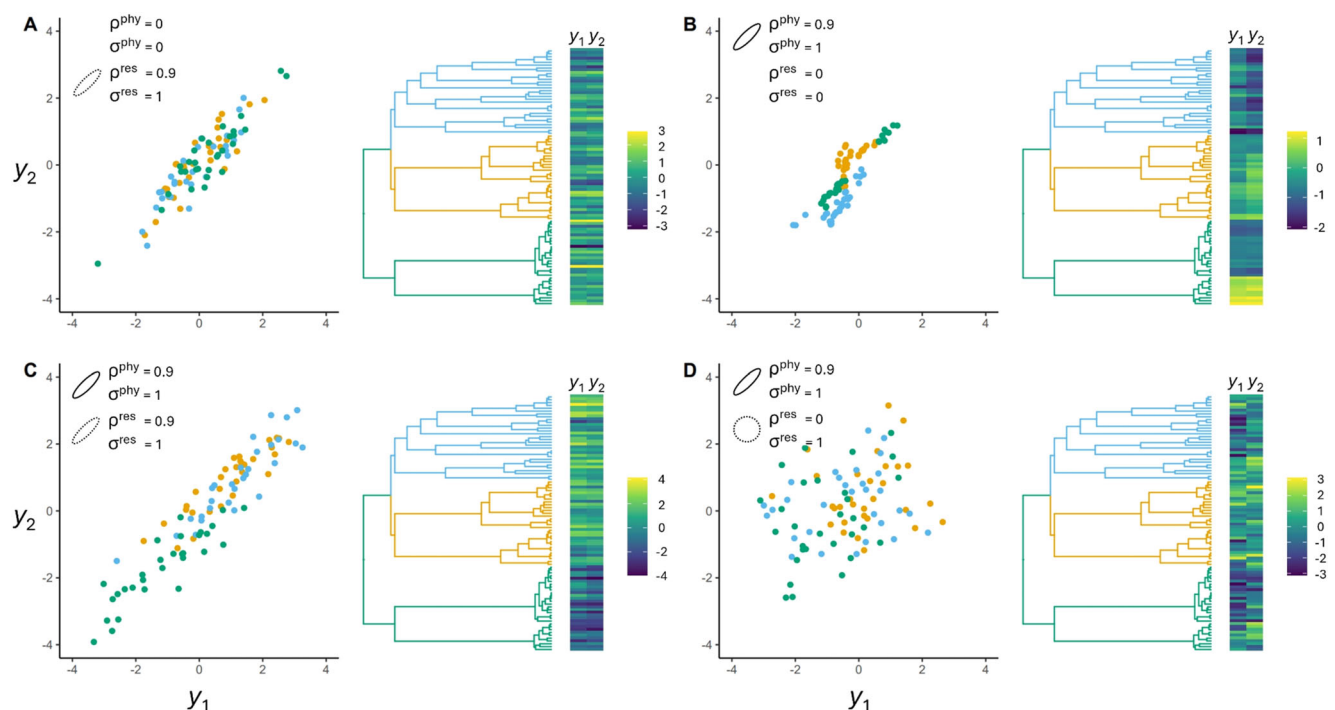 A
ρphy = 0
σphy = 0
ρres = 0.9
σres = 1
y1 y2
4
2
0
-2
-4
y2
-4 -2 0 2 4
3
2
1
0
-1
-2
-3
B
ρphy = 0.9
σphy = 1
ρres = 0
σres = 0
y1 y2
4
2
0
-2
-4
-4 -2 0 2 4
1
0
-1
-2
C
ρphy = 0.9
σphy = 1
ρres = 0.9
σres = 1
y1 y2
4
2
0
-2
-4
y2
-4 -2 0 2 4
y1
4
2
0
-2
-4
D
ρphy = 0.9
σphy = 1
ρres = 0
σres = 1
y1 y2
4
2
0
-2
-4
-4 -2 0 2 4
y1
3
2
1
0
-1
-2
-3